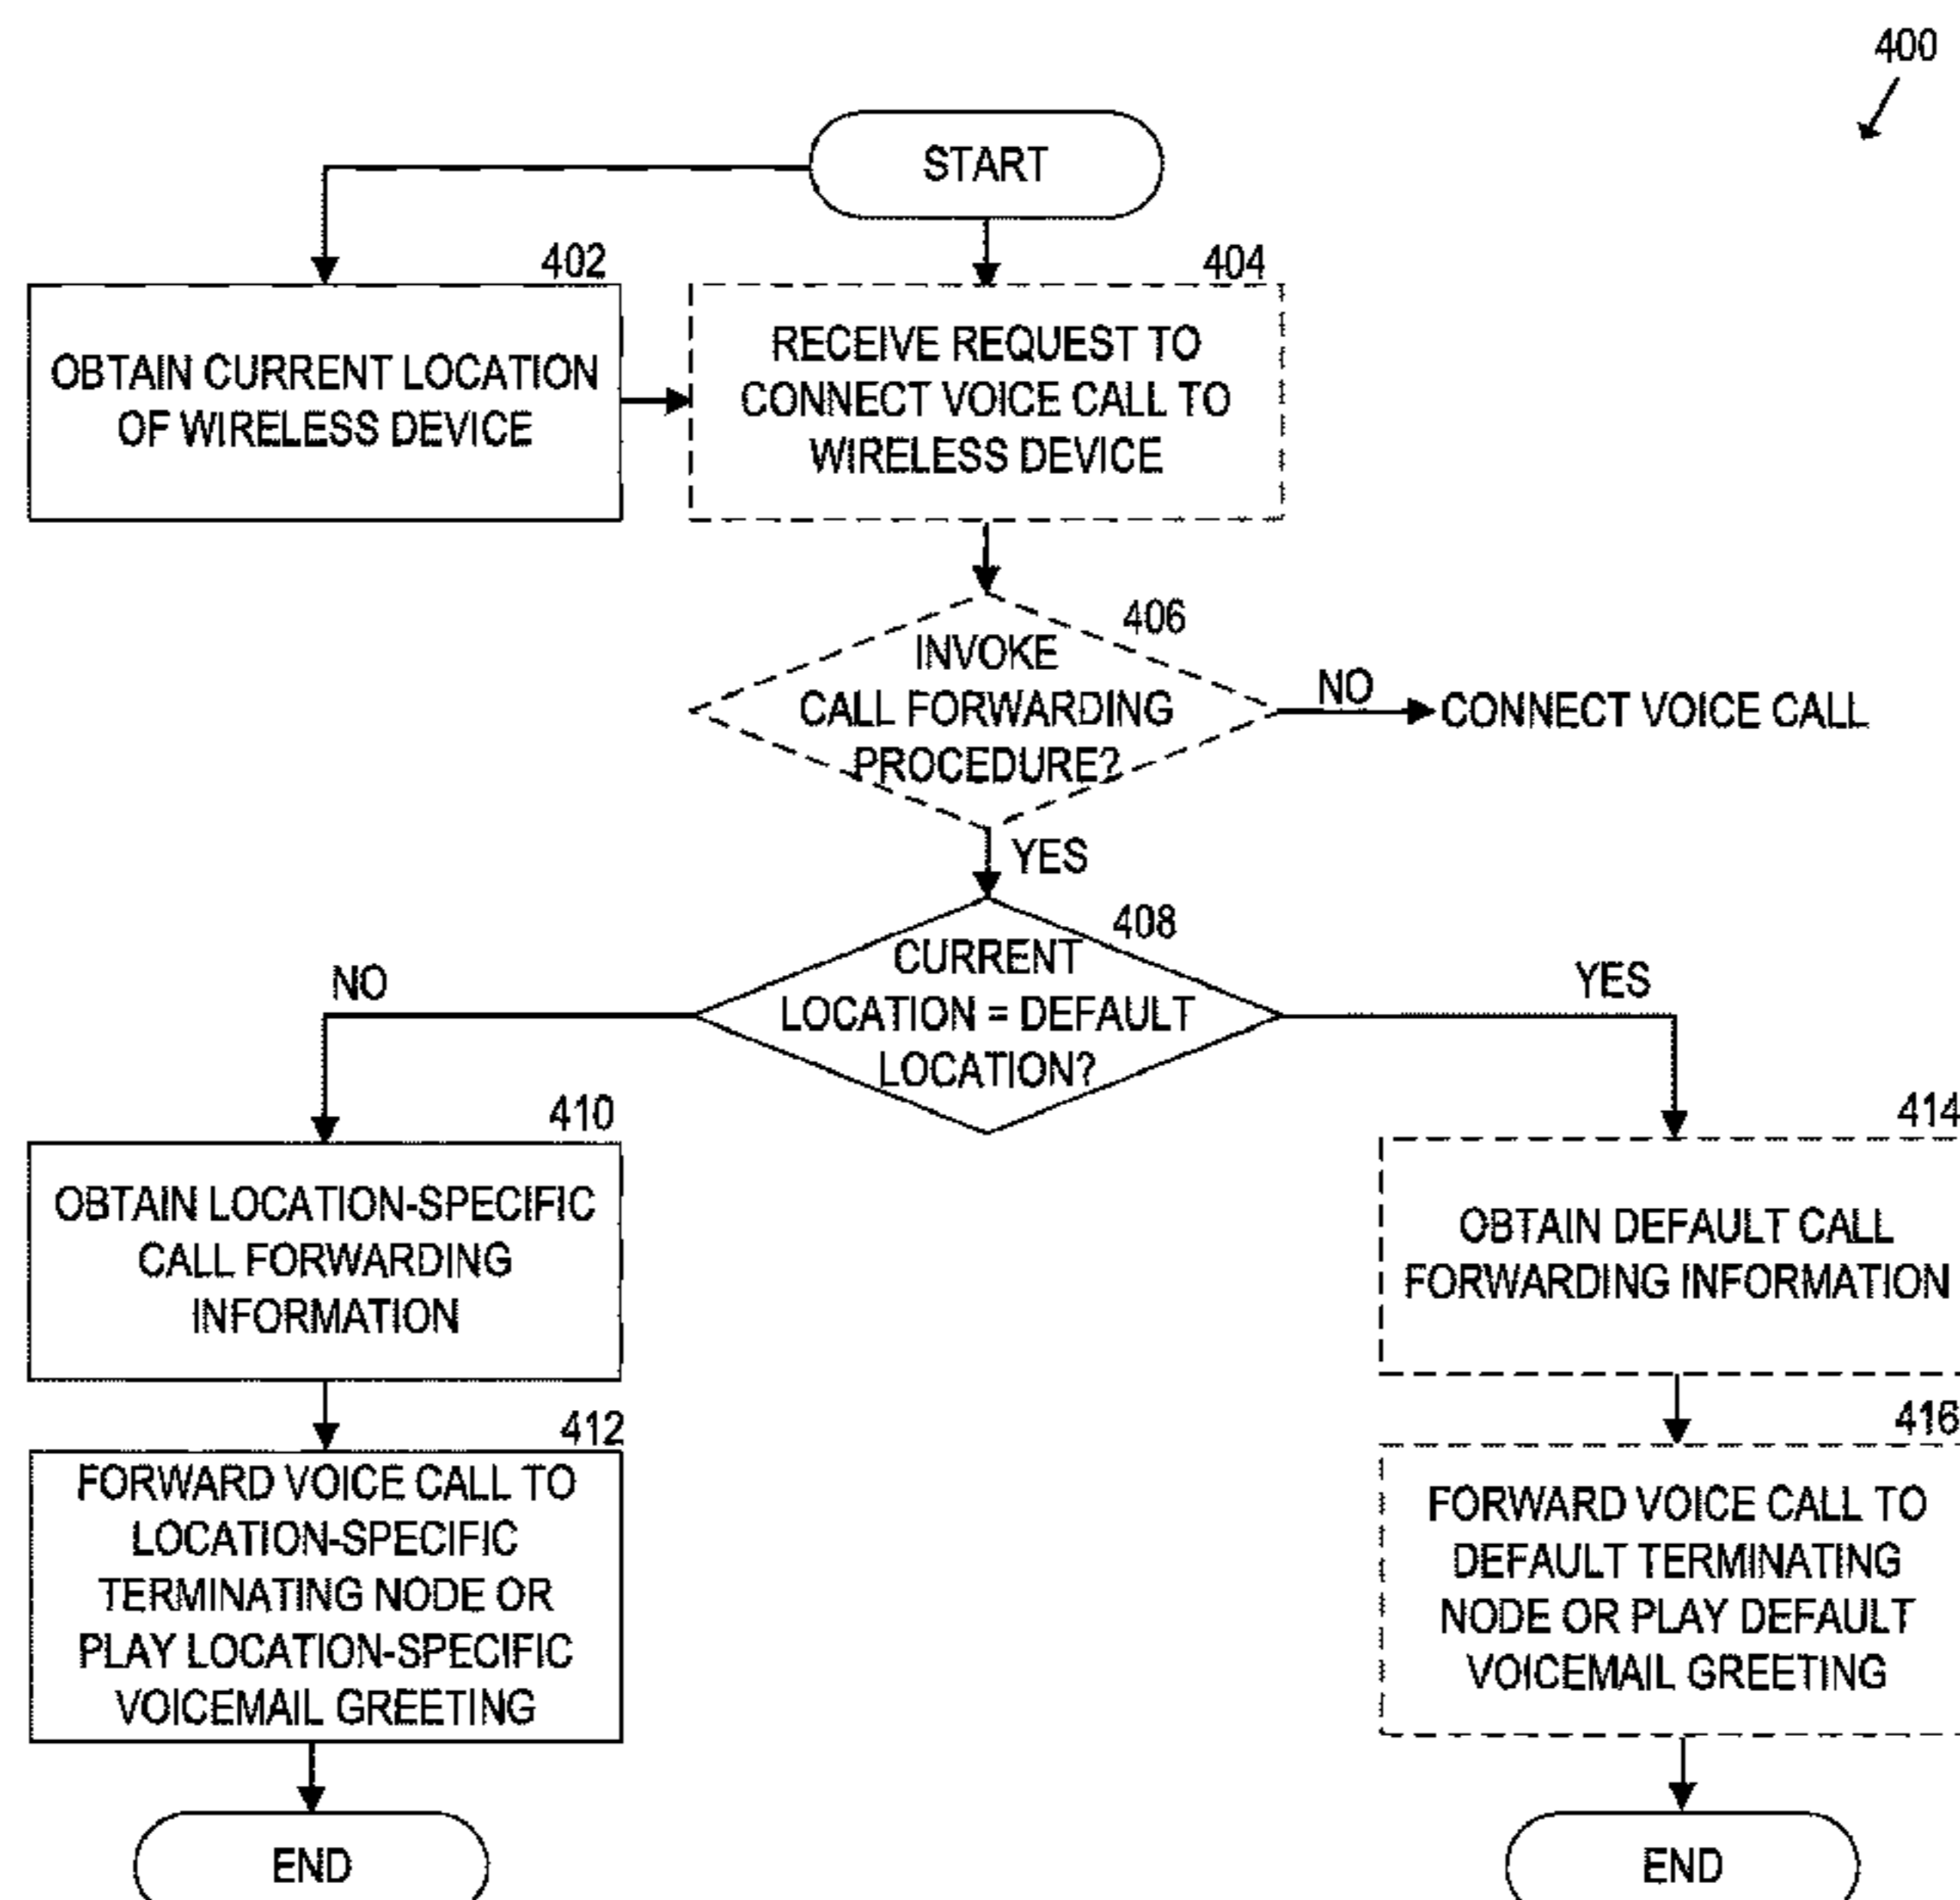 400
START
402
OBTAIN CURRENT LOCATION
OF WIRELESS DEVICE
404
RECEIVE REQUEST TO
CONNECT VOICE CALL TO
WIRELESS DEVICE
406
INVOKE
CALL FORWARDING
PROCEDURE?
NO
CONNECT VOICE CALL
YES
408
CURRENT
LOCATION = DEFAULT
LOCATION?
NO
YES
410
OBTAIN LOCATION-SPECIFIC
CALL FORWARDING
INFORMATION
414
OBTAIN DEFAULT CALL
FORWARDING INFORMATION
412
FORWARD VOICE CALL TO
LOCATION-SPECIFIC
TERMINATING NODE OR
PLAY LOCATION-SPECIFIC
VOICEMAIL GREETING
416
FORWARD VOICE CALL TO
DEFAULT TERMINATING
NODE OR PLAY DEFAULT
VOICEMAIL GREETING
END
END